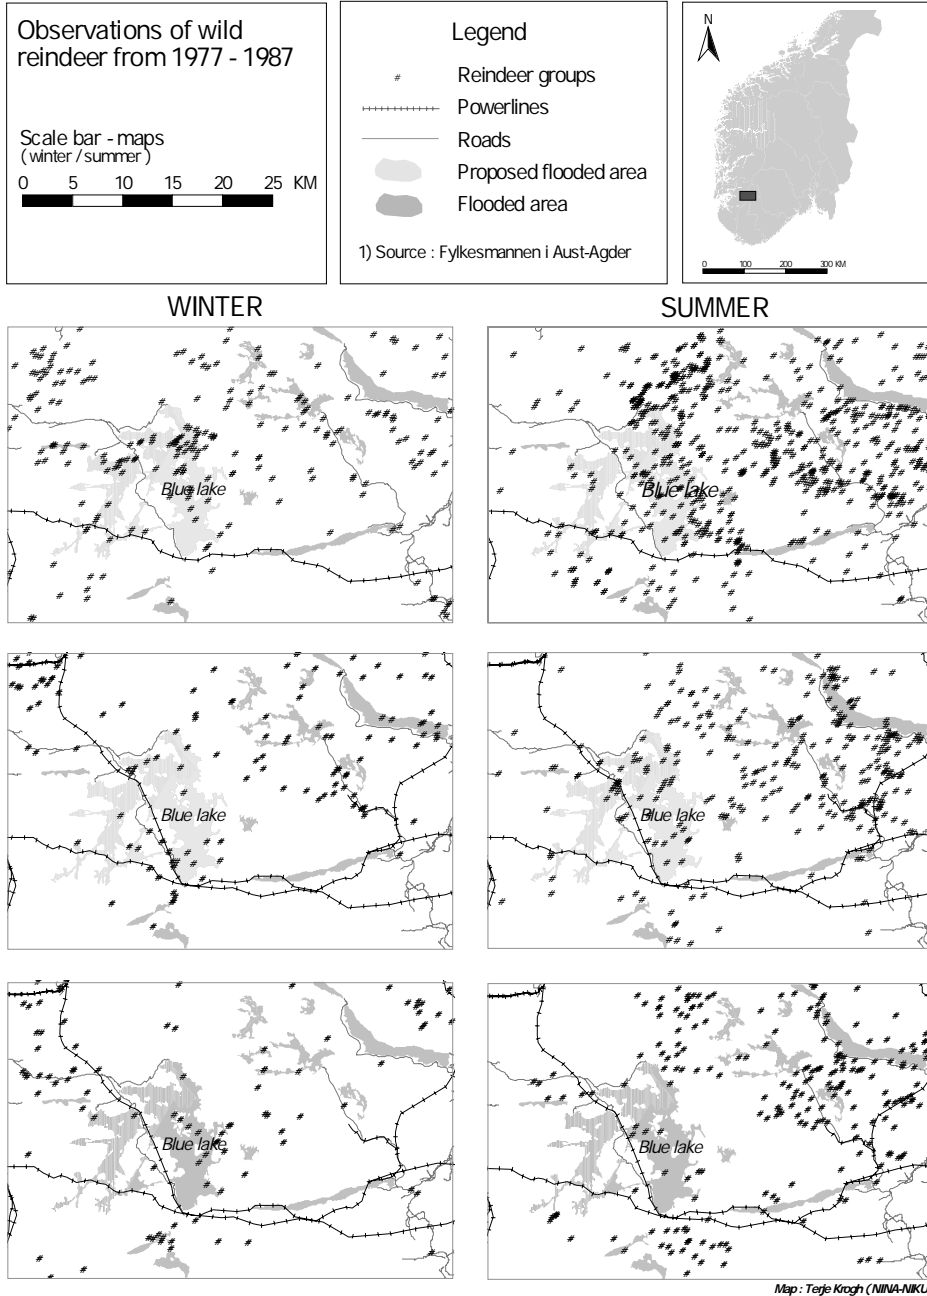 Observations of wild
reindeer from 1977 - 1987
Scale bar - maps
( winter / summer )
0 5 10 15 20 25 KM
Legend
Reindeer groups
Powerlines
Roads
Proposed flooded area
Flooded area
1) Source : Fylkesmannen i Aust-Agder
N
0 100 200 300 KM
WINTER
SUMMER
Blue lake
Blue lake
Blue lake
Blue lake
Blue lake
Blue lake
Map : Terje Krogh ( NINA-NIKU